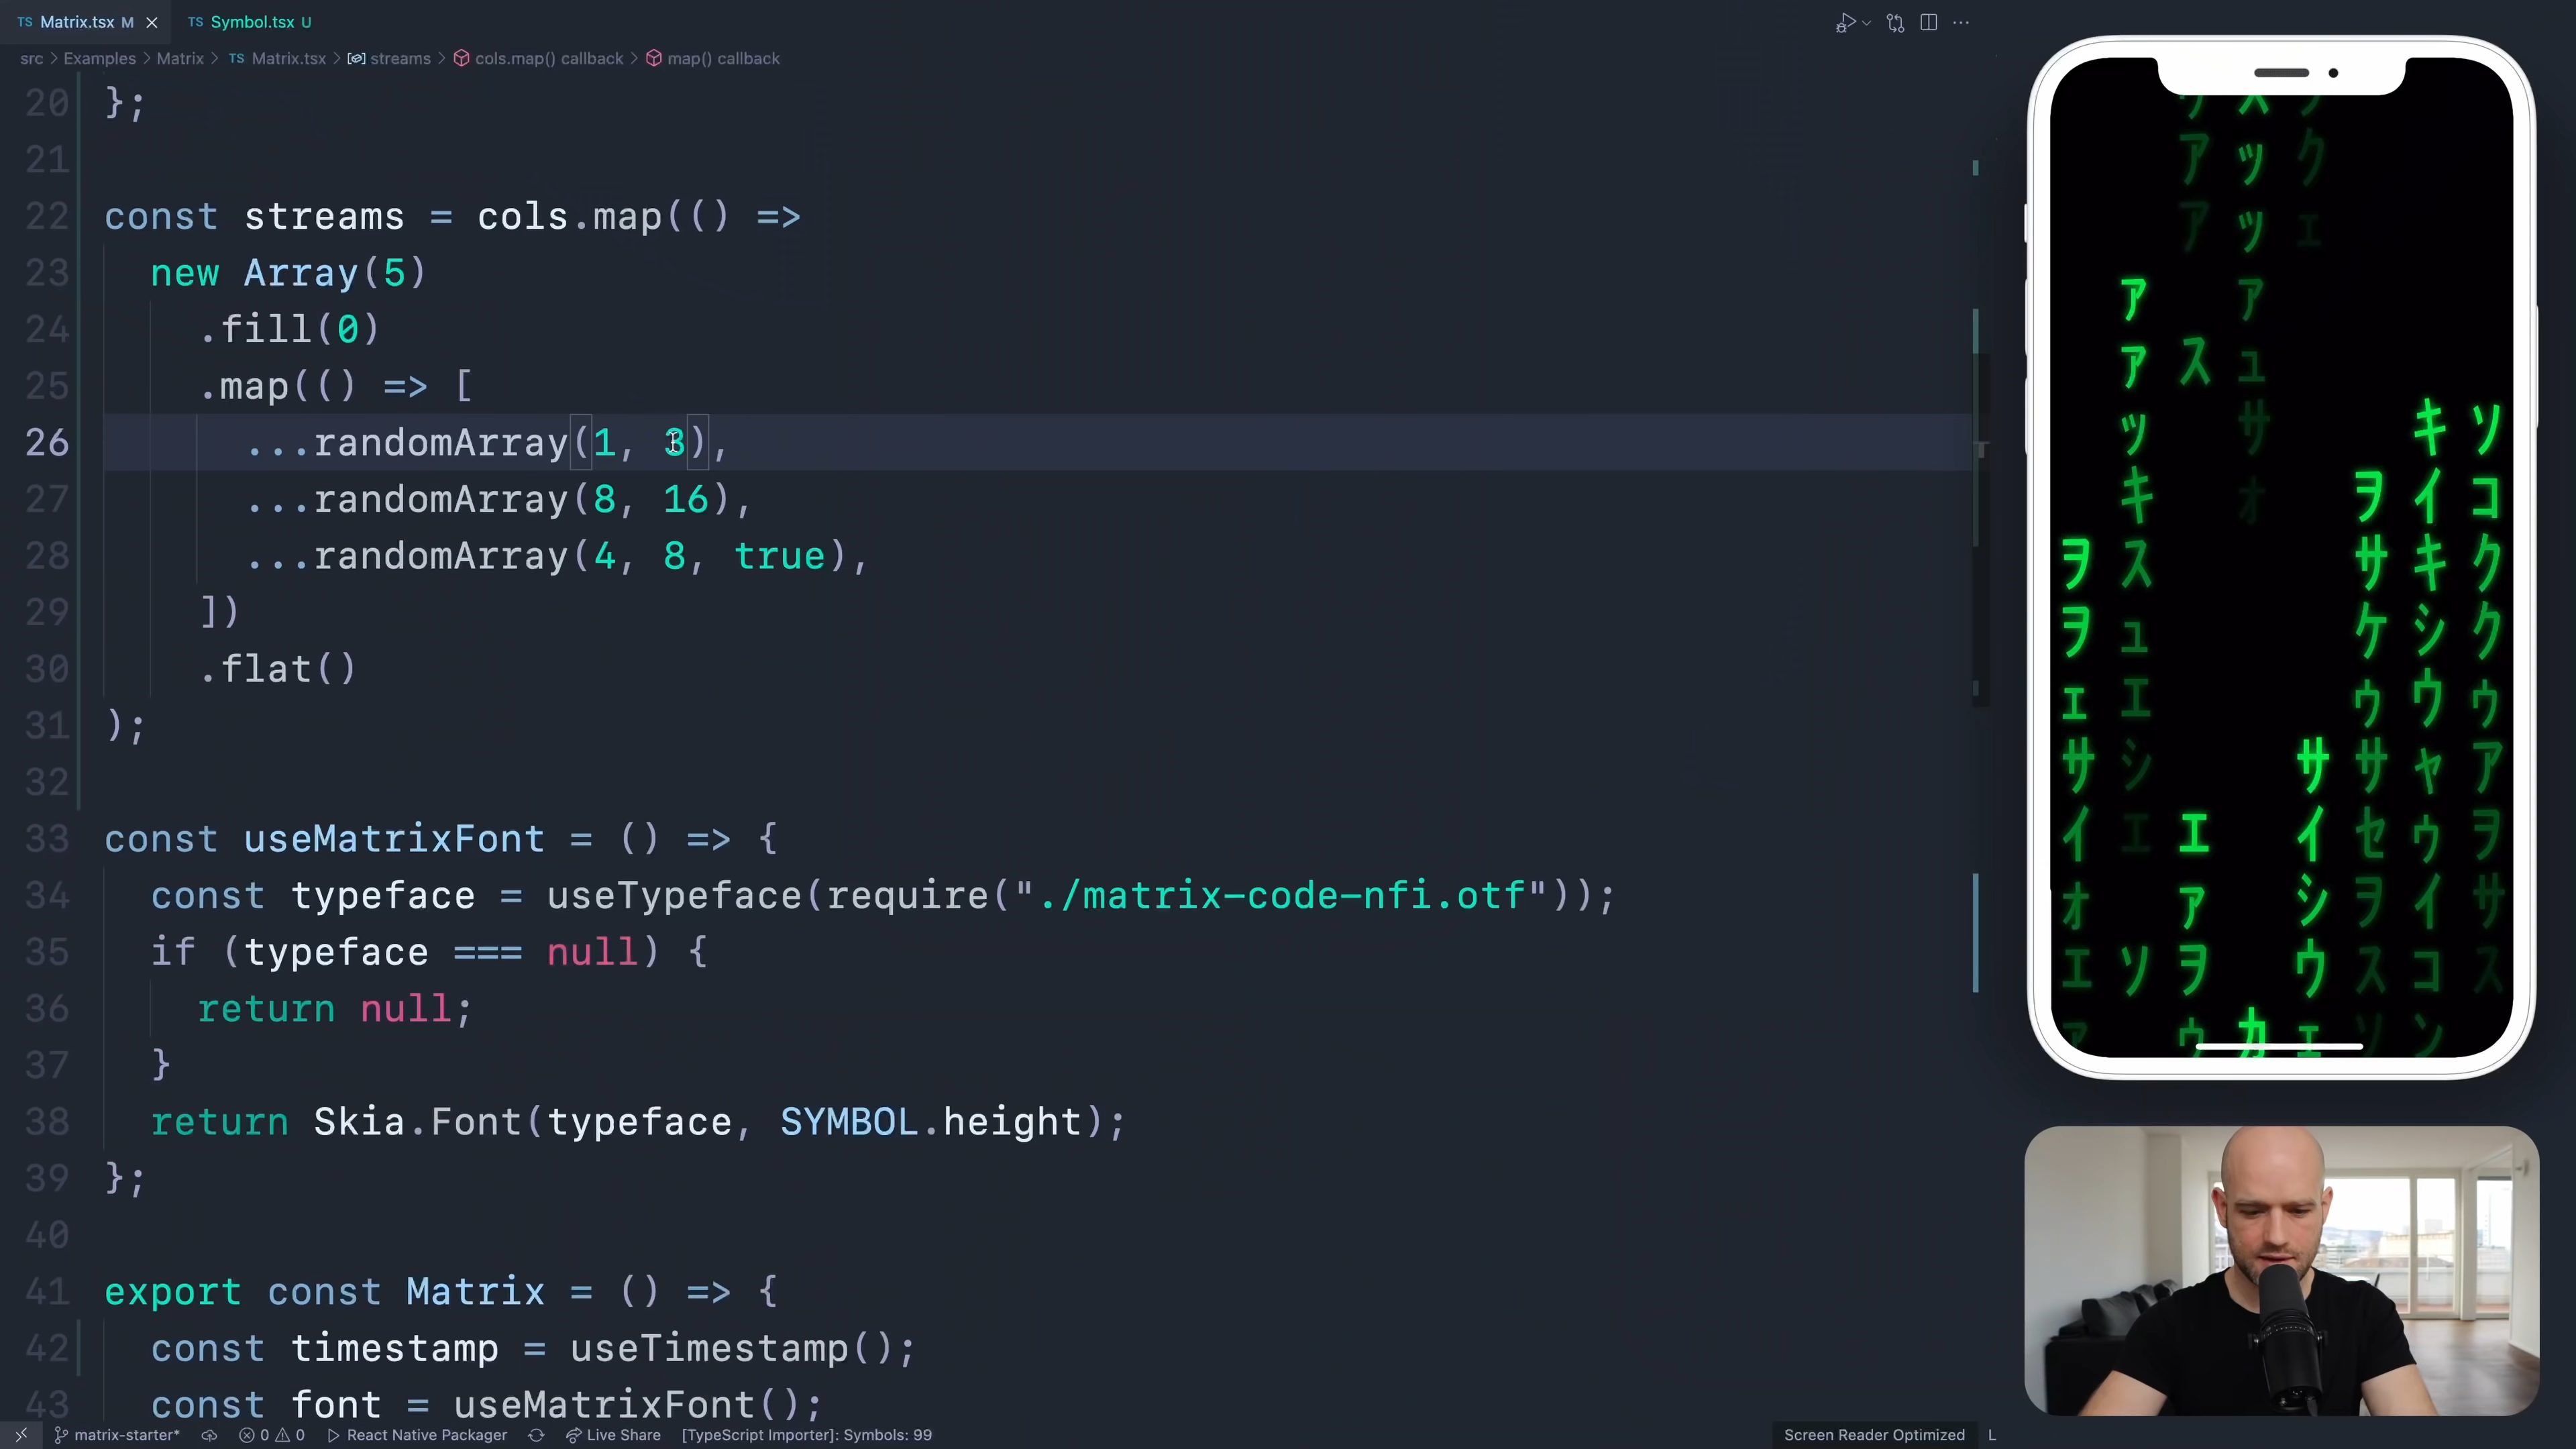 TS Matrix.tsx M × TS Symbol.tsx U
src > Examples > Matrix > TS Matrix.tsx > streams > cols.map() callback > map() callback
20 };
21
22 const streams = cols.map(() =>
23 new Array(5)
24 .fill(0)
25 .map(() => [
26 ...randomArray(1, 3),
27 ...randomArray(8, 16),
28 ...randomArray(4, 8, true),
29 ])
30 .flat()
31 );
32
33 const useMatrixFont = () => {
34 const typeface = useTypeface(require("./matrix-code-nfi.otf"));
35 if (typeface === null) {
36 return null;
37 }
38 return Skia.Font(typeface, SYMBOL.height);
39 };
40
41 export const Matrix = () => {
42 const timestamp = useTimestamp();
43 const font = useMatrixFont();
matrix-starter* 0 0 React Native Packager Live Share [TypeScript Importer]: Symbols: 99 Screen Reader Optimized L